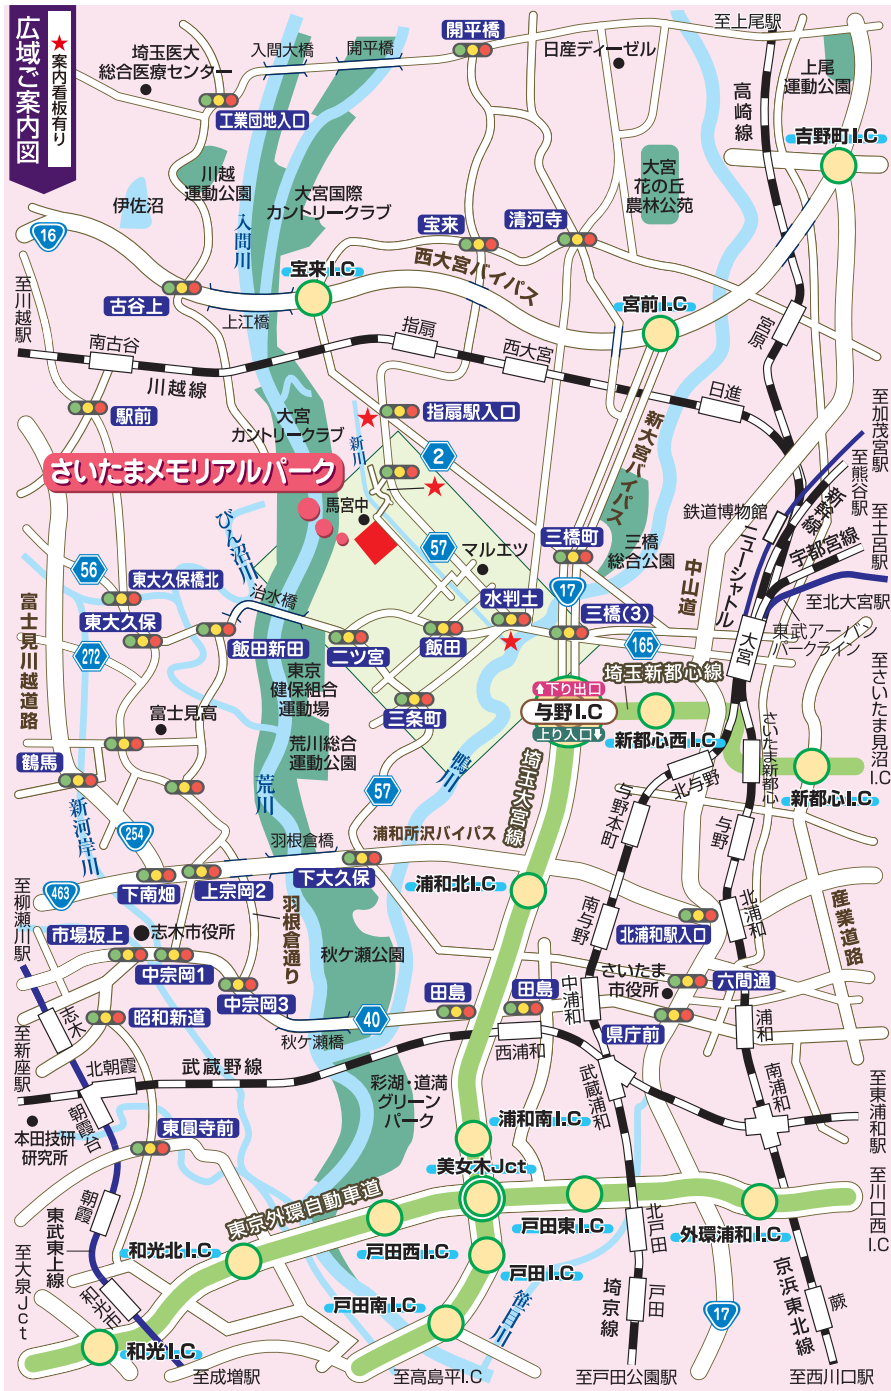 広域ご案内図
★案内看板有り
至上尾駅
開平橋
入間大橋
開平橋
日産ディーゼル
埼玉医大
総合医療センター
上尾
運動公園
高崎線
工業団地入口
吉野町I.C
川越
運動公園
大宮国際
カントリークラブ
大宮
花の丘
農林公苑
伊佐沼
入間川
宝来
清河寺
16
西大宮バイパス
宝来I.C
宮前I.C
至川越駅
古谷上
上江橋
指扇
宮原
南古谷
西大宮
川越線
日進
駅前
大宮
カントリークラブ
指扇駅入口
新大宮バイパス
至加茂宮駅
新川
2
至熊谷駅
さいたまメモリアルパーク
馬宮中
新幹線
鉄道博物館
至土呂駅
びん沼川
57
マルエツ
三橋町
三橋
総合公園
ニューシャトル
宇都宮線
中山道
56
東大久保橋北
治水橋
17
水判土
至北大宮駅
富士見川越道路
東大久保
飯田新田
二ツ宮
飯田
三橋(3)
165
大宮
東武アーバン
パークライン
272
東京
健保組合
運動場
埼玉新都心線
至さいたま見沼I.C
下り出口
与野I.C
上り入口
富士見高
三条町
新都心西I.C
荒川総合
運動公園
鴨川
さいたま新都心
鶴馬
荒川
57
埼玉大宮線
北与野
新都心I.C
新河岸川
与野本町
与野
254
浦和所沢バイパス
羽根倉橋
463
下南畑
上宗岡2
下大久保
浦和北I.C
至柳瀬川駅
産業道路
北浦和
南与野
市場坂上
志木市役所
羽根倉通り
北浦和駅入口
秋ケ瀬公園
中宗岡1
中宗岡3
さいたま
市役所
六間通
中浦和
田島
田島
志木
昭和新道
40
県庁前
浦和
至新座駅
秋ケ瀬橋
西浦和
北朝霞
武蔵野線
彩湖・道満
グリーン
パーク
武蔵浦和
南浦和
至東浦和駅
朝霞台
本田技研
研究所
東圓寺前
浦和南I.C
美女木Jct
至川口西I.C
朝霞
東京外環自動車道
東武東上線
和光北I.C
戸田西I.C
戸田東I.C
北戸田
外環浦和I.C
戸田I.C
至大泉Jct
和光市
戸田南I.C
笹目川
埼京線
戸田
京浜東北線
蕨
17
和光I.C
至成増駅
至高島平I.C
至戸田公園駅
至西川口駅